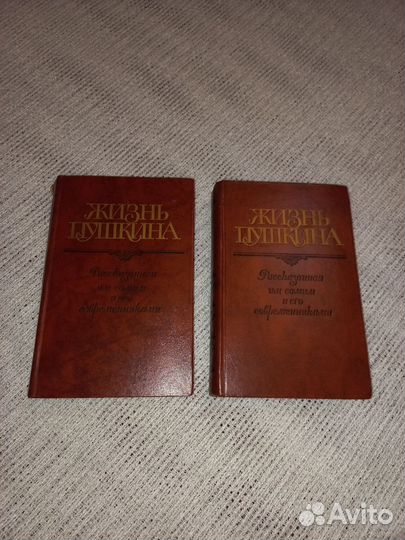 ЖИЗНЬ
ПУШКИНА
Рассказанная
им самим
и его
современниками
ЖИЗНЬ
ПУШКИНА
Рассказанная
им самим
и его
современниками
Avito